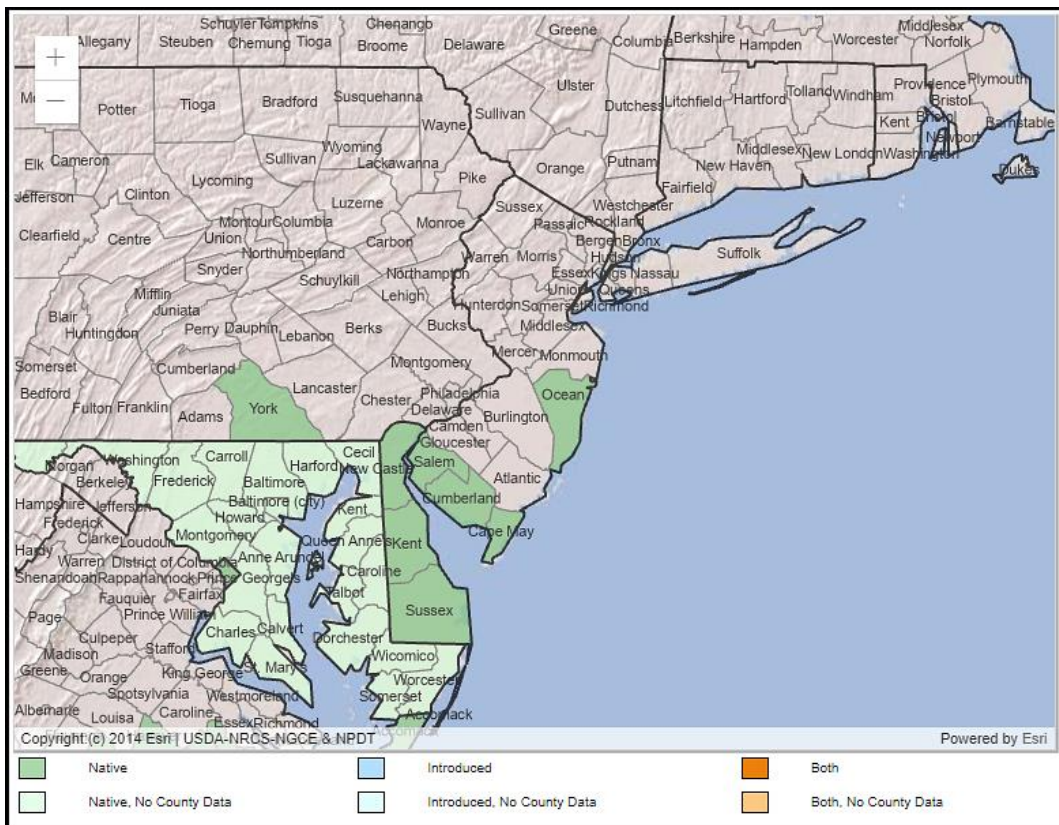 Schuyler Tompkins Chenango Greene Middlesex
Allegany Steuben Chemung Tioga Broome Delaware Columbia Berkshire Hampden Worcester Norfolk
+
−
Potter Tioga Bradford Susquehanna Sullivan Ulster Dutchess Litchfield Hartford Tolland Windham Providence Plymouth
Bristol
Wayne Kent Bristol Barnstable
Elk Cameron Sullivan Wyoming Lackawanna Orange Putnam Middlesex New London Washington Newport
Jefferson Clinton Lycoming Luzerne Pike Fairfield New Haven Dukes
Sussex Westchester
Clearfield Centre Montour Columbia Monroe Passaic Rockland
Union Northumberland Carbon Bergen Bronx
Snyder Schuylkill Northampton Warren Morris Hudson Suffolk
Mifflin Lehigh Essex Kings Nassau
Juniata Hunterdon Union Queens
Blair Huntingdon Perry Dauphin Lebanon Berks Bucks Somerset Richmond
Middlesex
Somerset Cumberland Montgomery Mercer Monmouth
Bedford Fulton Franklin Adams York Lancaster Chester Philadelphia Ocean
Delaware Burlington
Camden
Gloucester
Morgan Washington Carroll Harford Cecil New Castle Salem Atlantic
Berkeley Frederick Baltimore Cumberland
Hampshire Jefferson Baltimore (city) Kent
Frederick Howard Cape May
Clarke Loudoun Montgomery Queen Anne's Kent
Hardy Warren District of Columbia Anne Arundel
Shenandoah Rappahannock Prince George's Caroline
Fauquier Fairfax Talbot Sussex
Page Prince William Charles Calvert Dorchester
Culpeper Stafford
Madison St. Mary's Wicomico
Greene Orange King George Worcester
Spotsylvania Westmoreland Somerset
Albemarle Louisa Caroline Essex Richmond Accomack
Copyright:(c) 2014 Esri | USDA-NRCS-NGCE & NPDT Powered by Esri
Native Introduced Both
Native, No County Data Introduced, No County Data Both, No County Data